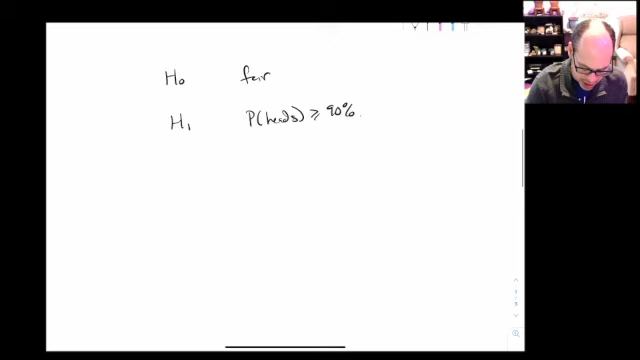 H₀ fair
H₁ P(heads) ⩾ 90%.